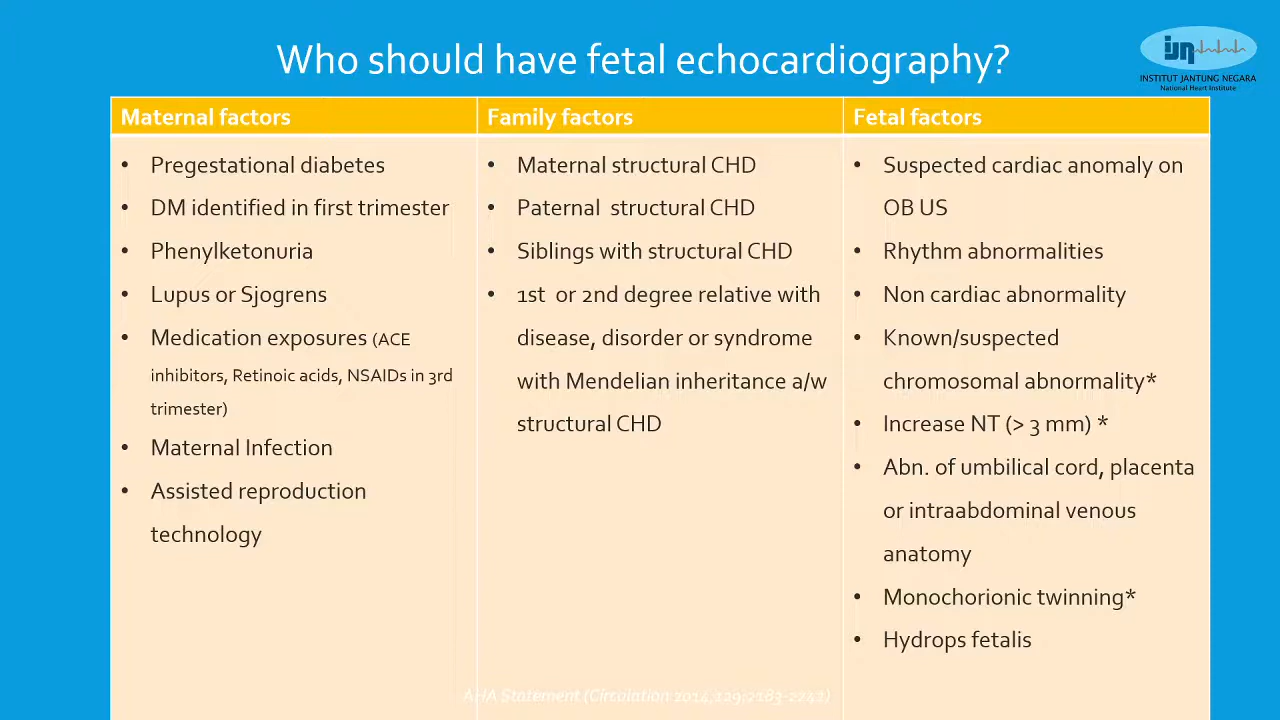 Who should have fetal echocardiography?
ijn
INSTITUT JANTUNG NEGARA
National Heart Institute
Maternal factors
• Pregestational diabetes
• DM identified in first trimester
• Phenylketonuria
• Lupus or Sjogrens
• Medication exposures (ACE
inhibitors, Retinoic acids, NSAIDs in 3rd
trimester)
• Maternal Infection
• Assisted reproduction
technology
Family factors
• Maternal structural CHD
• Paternal structural CHD
• Siblings with structural CHD
• 1st or 2nd degree relative with
disease, disorder or syndrome
with Mendelian inheritance a/w
structural CHD
Fetal factors
• Suspected cardiac anomaly on
OB US
• Rhythm abnormalities
• Non cardiac abnormality
• Known/suspected
chromosomal abnormality*
• Increase NT (> 3 mm) *
• Abn. of umbilical cord, placenta
or intraabdominal venous
anatomy
• Monochorionic twinning*
• Hydrops fetalis
AHA Statement (Circulation 2014;129:2183-2242)